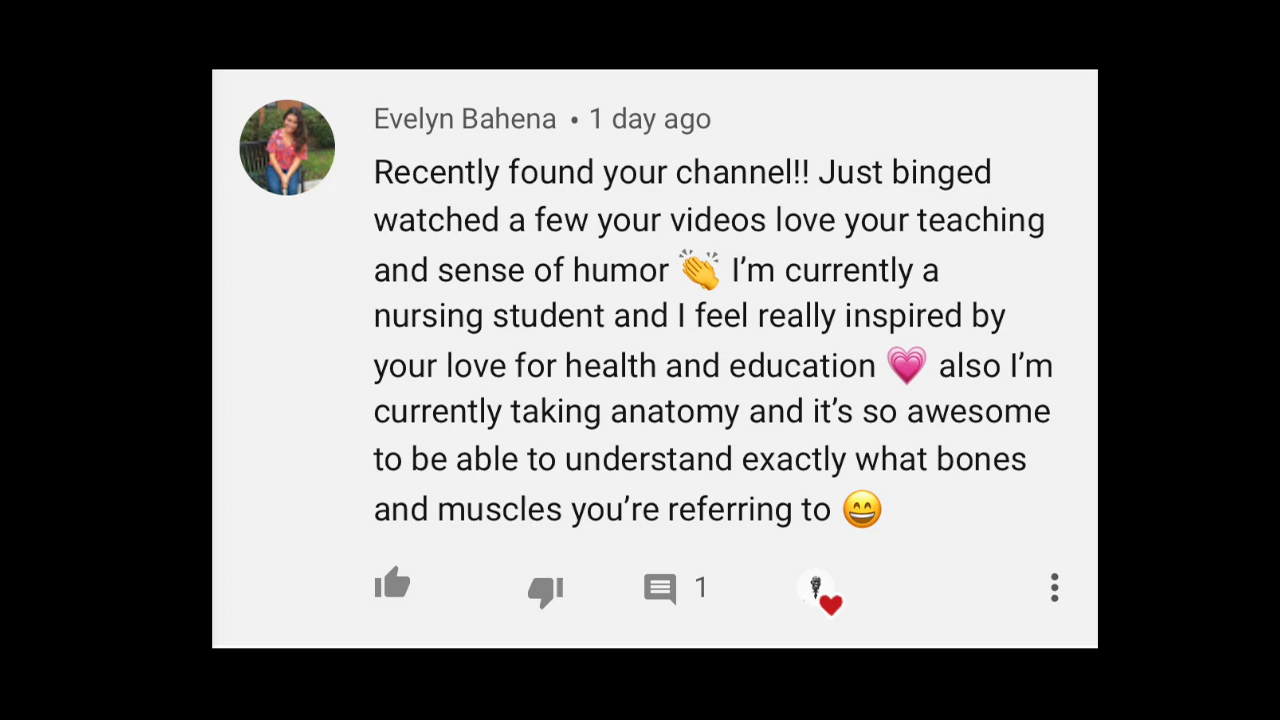 Evelyn Bahena • 1 day ago
Recently found your channel!! Just binged
watched a few your videos love your teaching
and sense of humor 👏 I’m currently a
nursing student and I feel really inspired by
your love for health and education 💗 also I’m
currently taking anatomy and it’s so awesome
to be able to understand exactly what bones
and muscles you’re referring to 😄
1